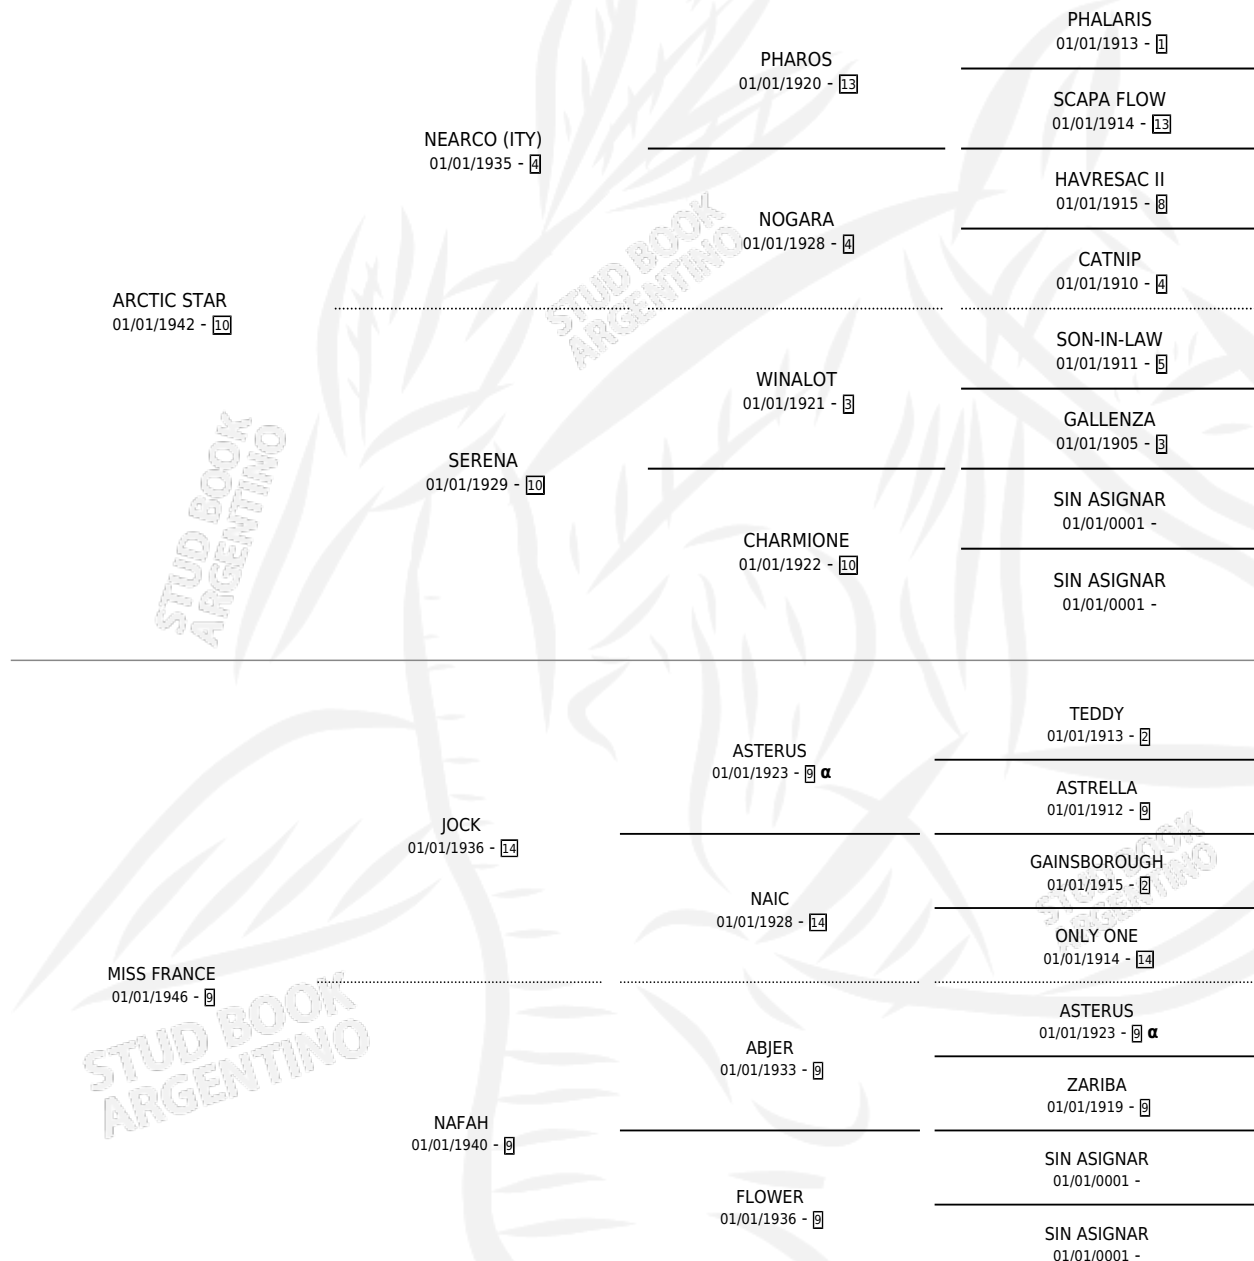 PHALARIS
01/01/1913 - 1
PHAROS
01/01/1920 - 13
SCAPA FLOW
01/01/1914 - 13
NEARCO (ITY)
01/01/1935 - 4
HAVRESAC II
01/01/1915 - 8
NOGARA
01/01/1928 - 4
CATNIP
01/01/1910 - 4
ARCTIC STAR
01/01/1942 - 10
SON-IN-LAW
01/01/1911 - 5
WINALOT
01/01/1921 - 3
GALLENZA
01/01/1905 - 3
SERENA
01/01/1929 - 10
SIN ASIGNAR
01/01/0001 -
CHARMIONE
01/01/1922 - 10
SIN ASIGNAR
01/01/0001 -
TEDDY
01/01/1913 - 2
ASTERUS
01/01/1923 - 9 α
ASTRELLA
01/01/1912 - 9
JOCK
01/01/1936 - 14
GAINSBOROUGH
01/01/1915 - 2
NAIC
01/01/1928 - 14
ONLY ONE
01/01/1914 - 14
MISS FRANCE
01/01/1946 - 9
ASTERUS
01/01/1923 - 9 α
ABJER
01/01/1933 - 9
ZARIBA
01/01/1919 - 9
NAFAH
01/01/1940 - 9
SIN ASIGNAR
01/01/0001 -
FLOWER
01/01/1936 - 9
SIN ASIGNAR
01/01/0001 -
STUD BOOK
ARGENTINO
STUD BOOK
ARGENTINO
STUD BOOK
ARGENTINO
STUD BOOK
ARGENTINO